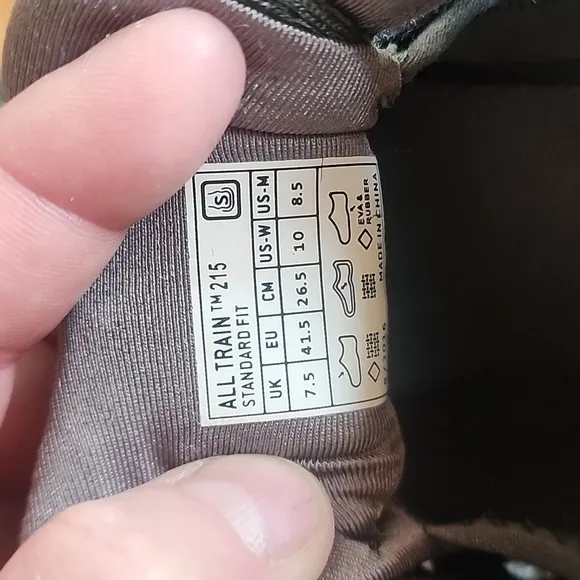 S
ALL TRAIN™ 215
STANDARD FIT
UK EU CM US-W US-M
7.5 41.5 26.5 10 8.5
EVA &
RUBBER
MADE IN CHINA